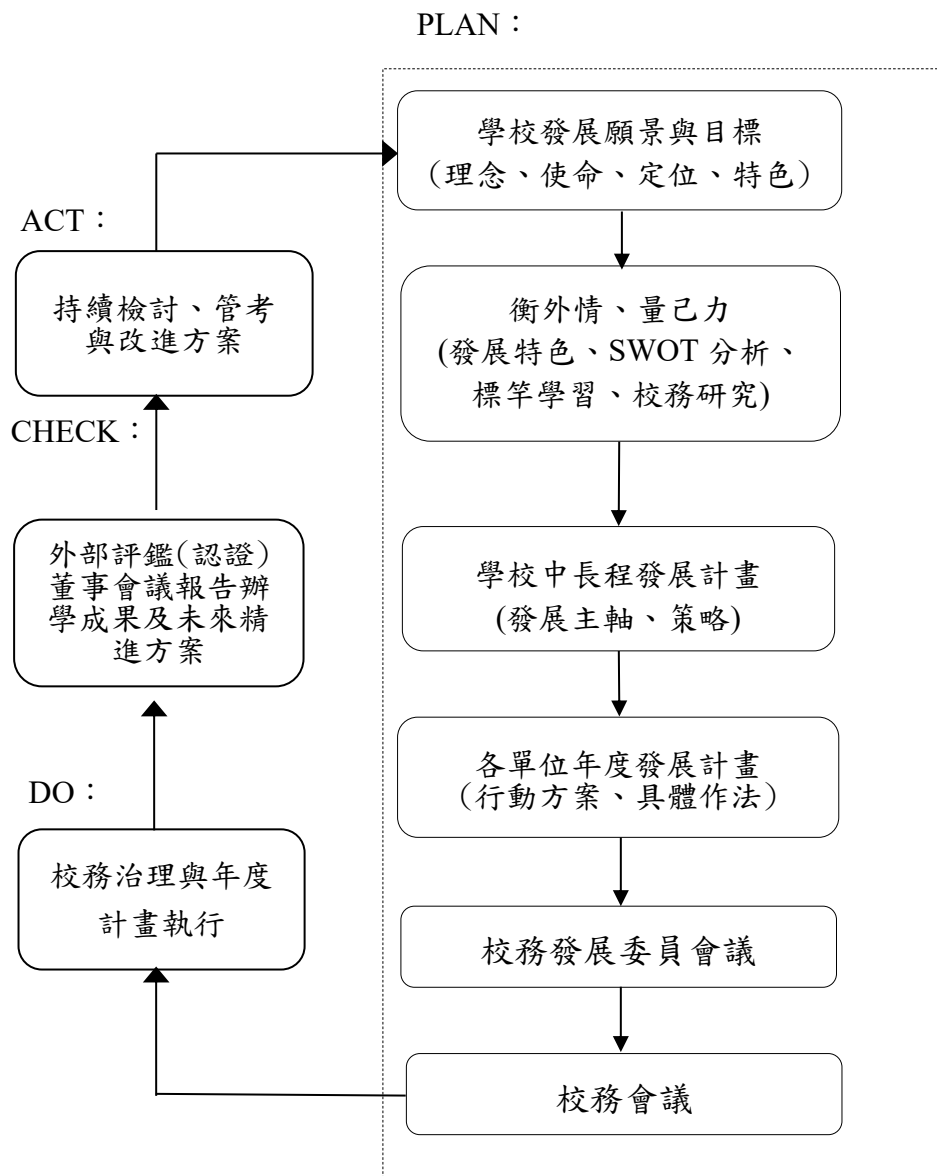 PLAN：
學校發展願景與目標
（理念、使命、定位、特色）
衡外情、量己力
(發展特色、SWOT 分析、
標竿學習、校務研究)
學校中長程發展計畫
(發展主軸、策略)
各單位年度發展計畫
（行動方案、具體作法）
校務發展委員會議
校務會議
DO：
校務治理與年度
計畫執行
CHECK：
外部評鑑(認證)
董事會議報告辦
學成果及未來精
進方案
ACT：
持續檢討、管考
與改進方案